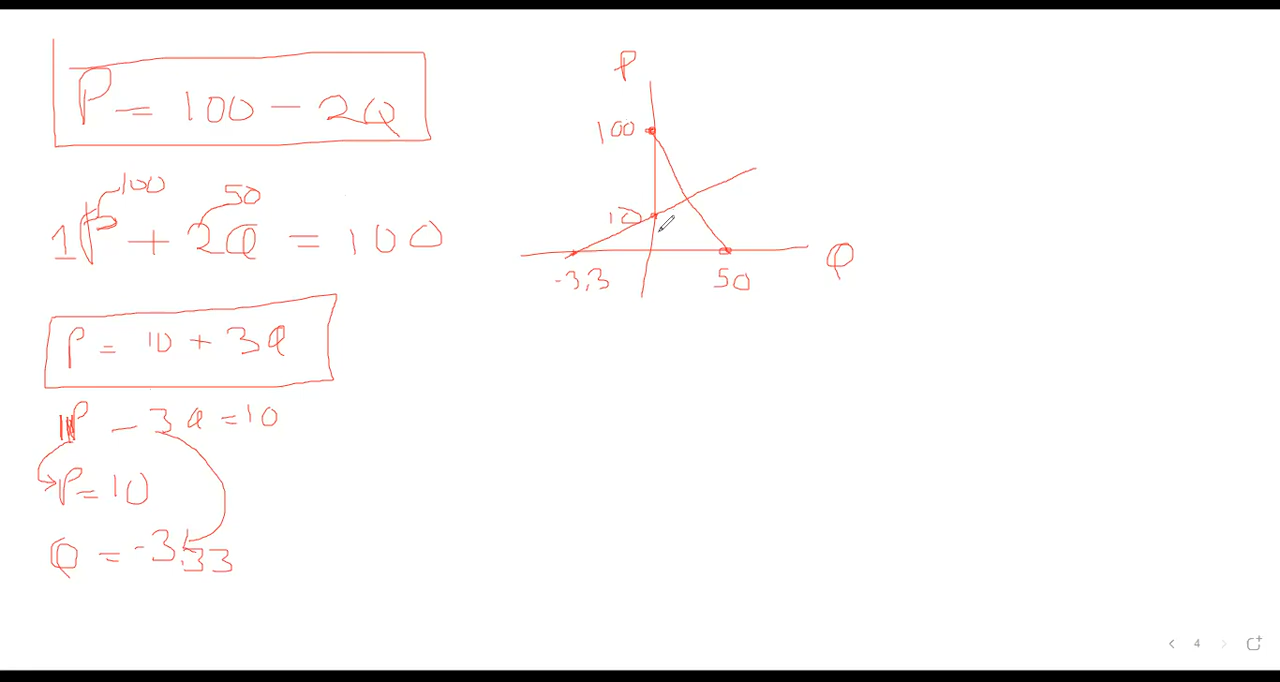 P = 100 - 2Q
100 50
1P + 2Q = 100
P = 10 + 3Q
1P - 3Q = 10
P = 10
Q = -3,33
P
100
10
-3,3
50
Q
4